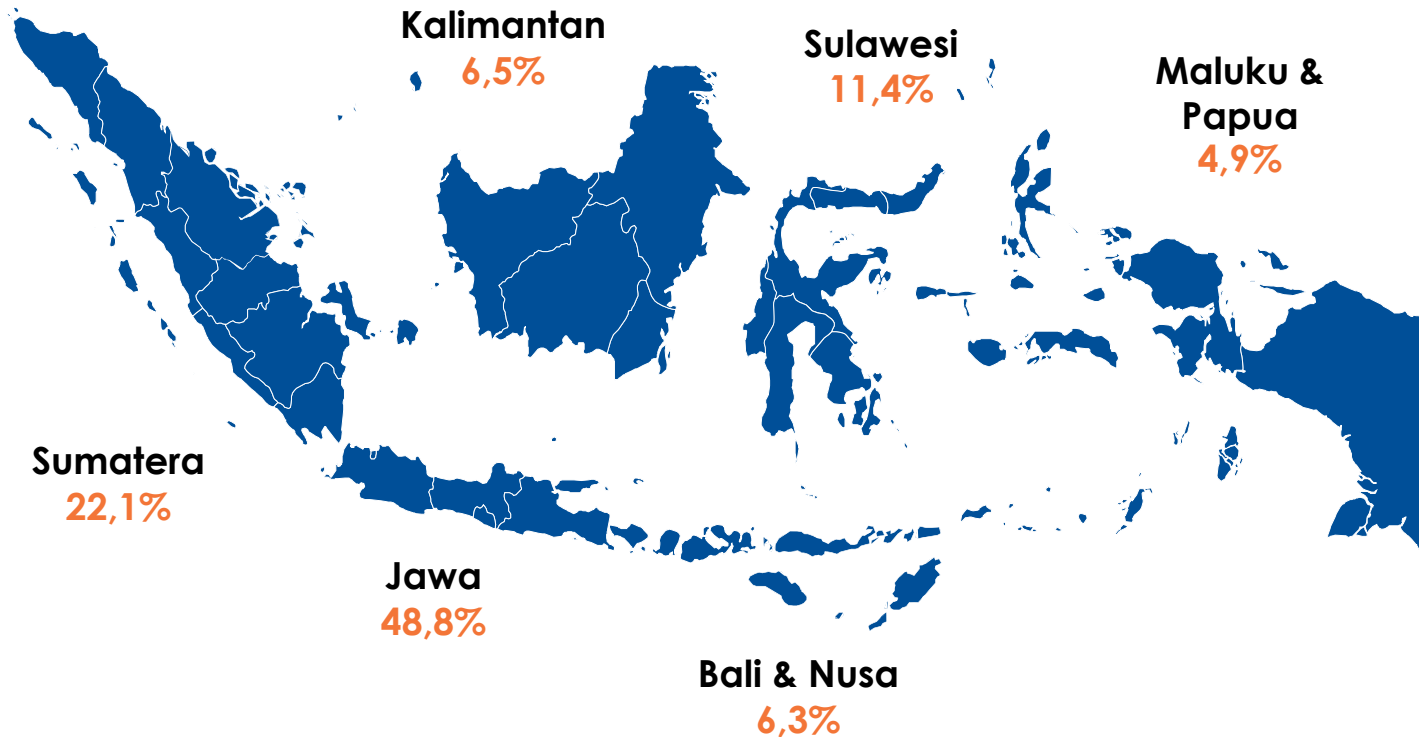 Kalimantan
6,5%
Sulawesi
11,4%
Maluku &
Papua
4,9%
Sumatera
22,1%
Jawa
48,8%
Bali & Nusa
6,3%